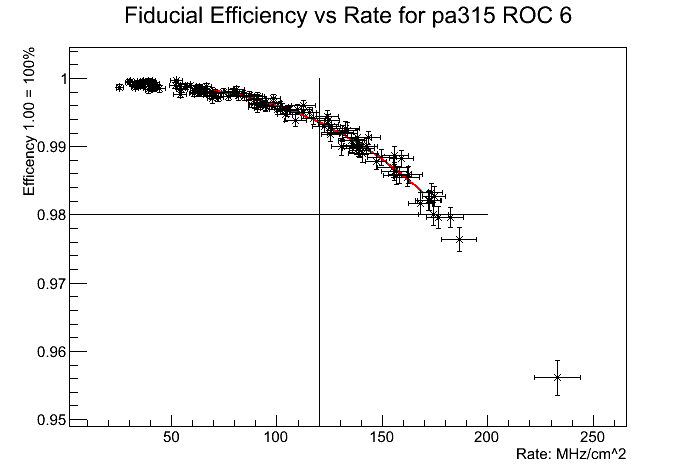 Fiducial Efficiency vs Rate for pa315 ROC 6
Efficency 1.00 = 100%
1
0.99
0.98
0.97
0.96
0.95
50 100 150 200 250
Rate: MHz/cm^2